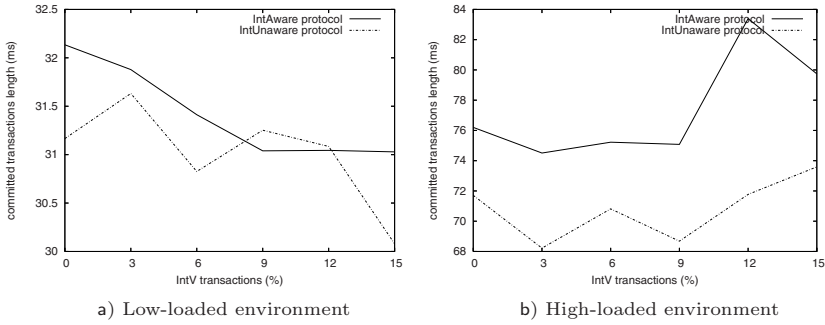 32.5
32
31.5
31
30.5
30
committed transactions length (ms)
0 3 6 9 12 15
IntV transactions (%)
IntAware protocol
IntUnaware protocol
a) Low-loaded environment
84
82
80
78
76
74
72
70
68
committed transactions length (ms)
0 3 6 9 12 15
IntV transactions (%)
IntAware protocol
IntUnaware protocol
b) High-loaded environment